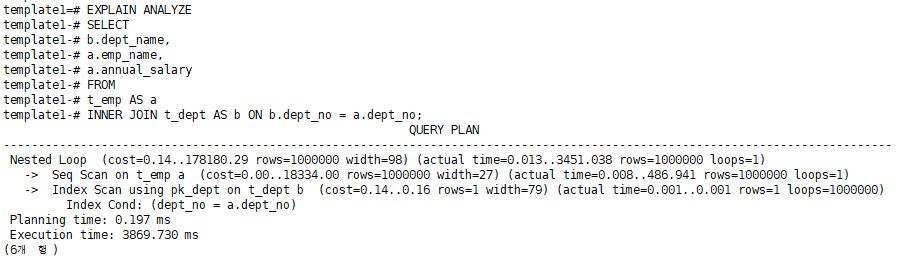 template1=# EXPLAIN ANALYZE
template1-# SELECT
template1-# b.dept_name,
template1-# a.emp_name,
template1-# a.annual_salary
template1-# FROM
template1-# t_emp AS a
template1-# INNER JOIN t_dept AS b ON b.dept_no = a.dept_no;
QUERY PLAN
---------------------------------------------------------------------------------------------------------------------------------
Nested Loop  (cost=0.14..178180.29 rows=1000000 width=98) (actual time=0.013..3451.038 rows=1000000 loops=1)
  ->  Seq Scan on t_emp a  (cost=0.00..18334.00 rows=1000000 width=27) (actual time=0.008..486.941 rows=1000000 loops=1)
  ->  Index Scan using pk_dept on t_dept b  (cost=0.14..0.16 rows=1 width=79) (actual time=0.001..0.001 rows=1 loops=1000000)
        Index Cond: (dept_no = a.dept_no)
Planning time: 0.197 ms
Execution time: 3869.730 ms
(6개 행)